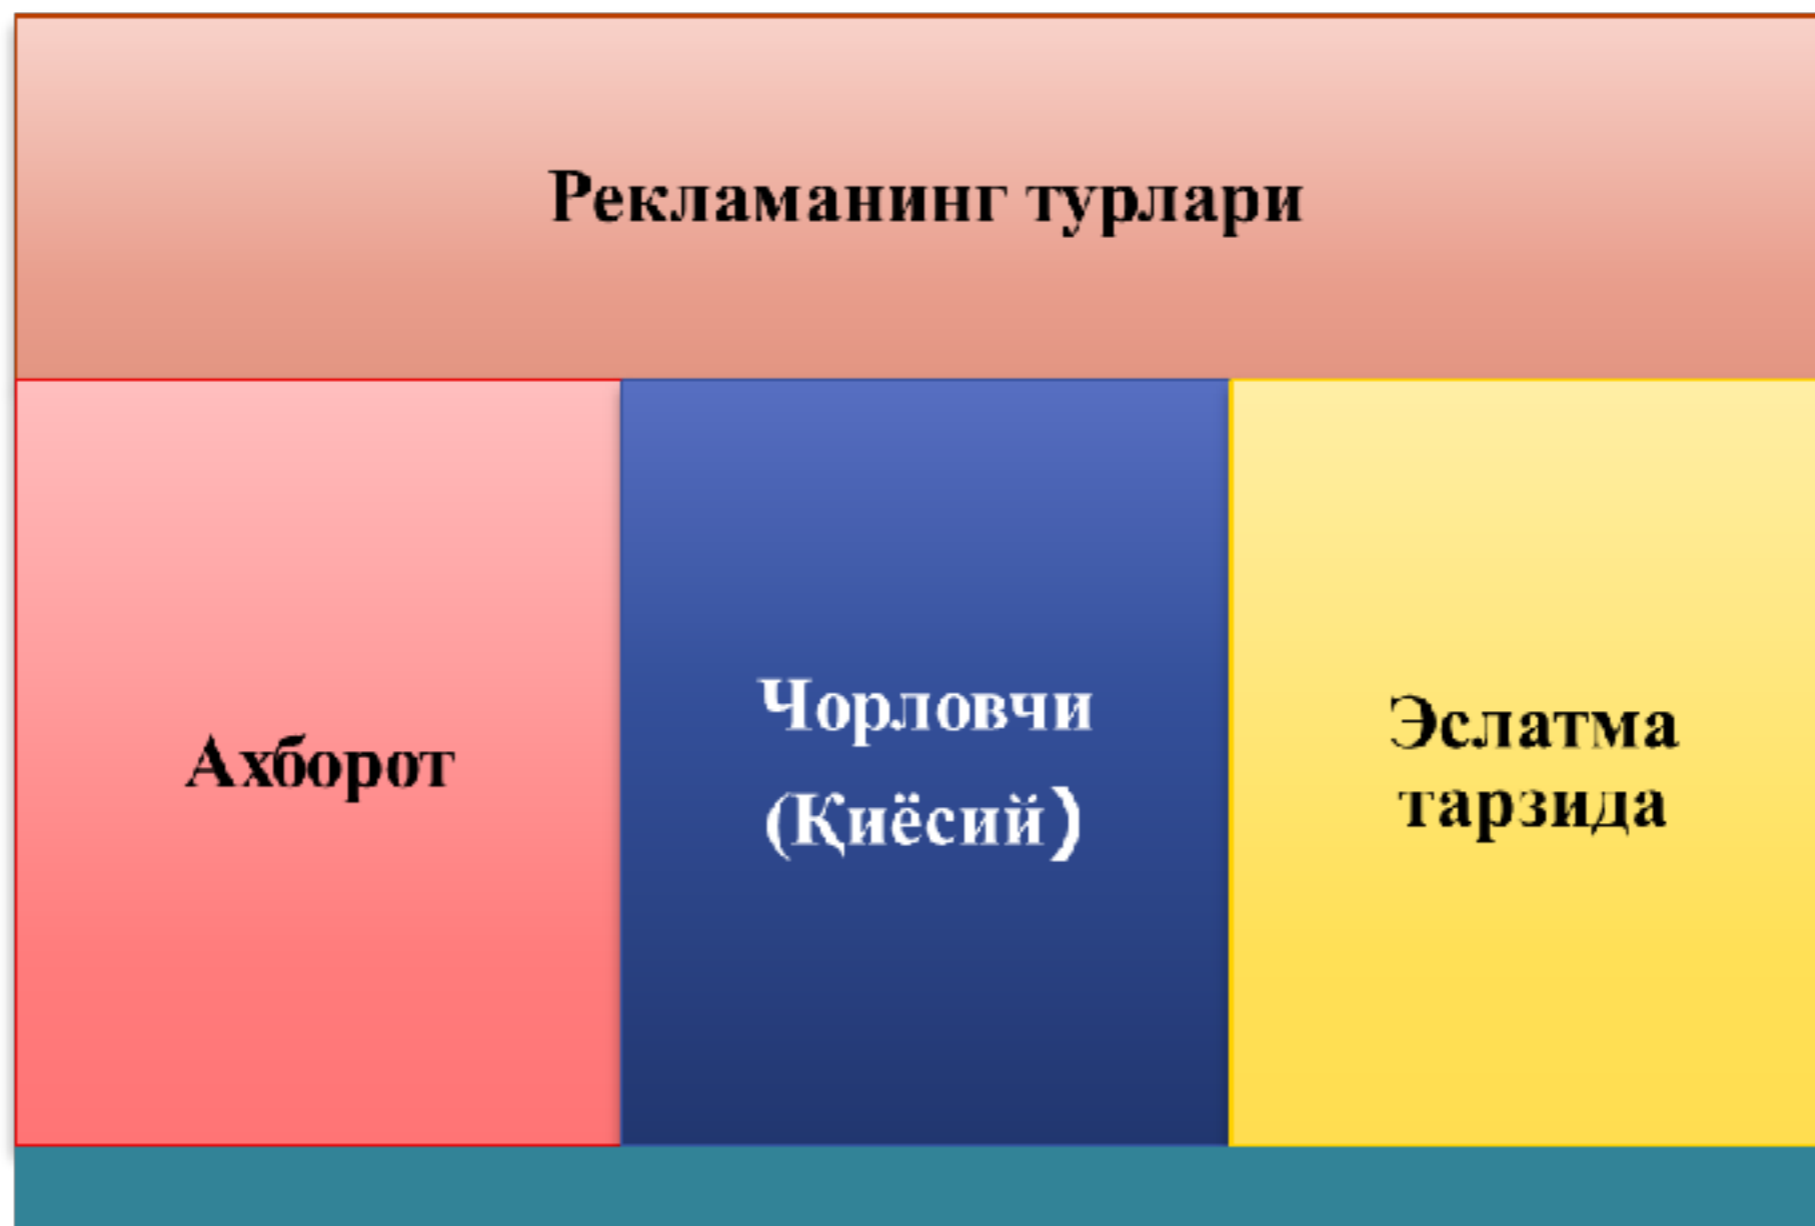 Рекламанинг турлари
Ахборот
Чорловчи
(Қиёсий)
Эслатма
тарзида